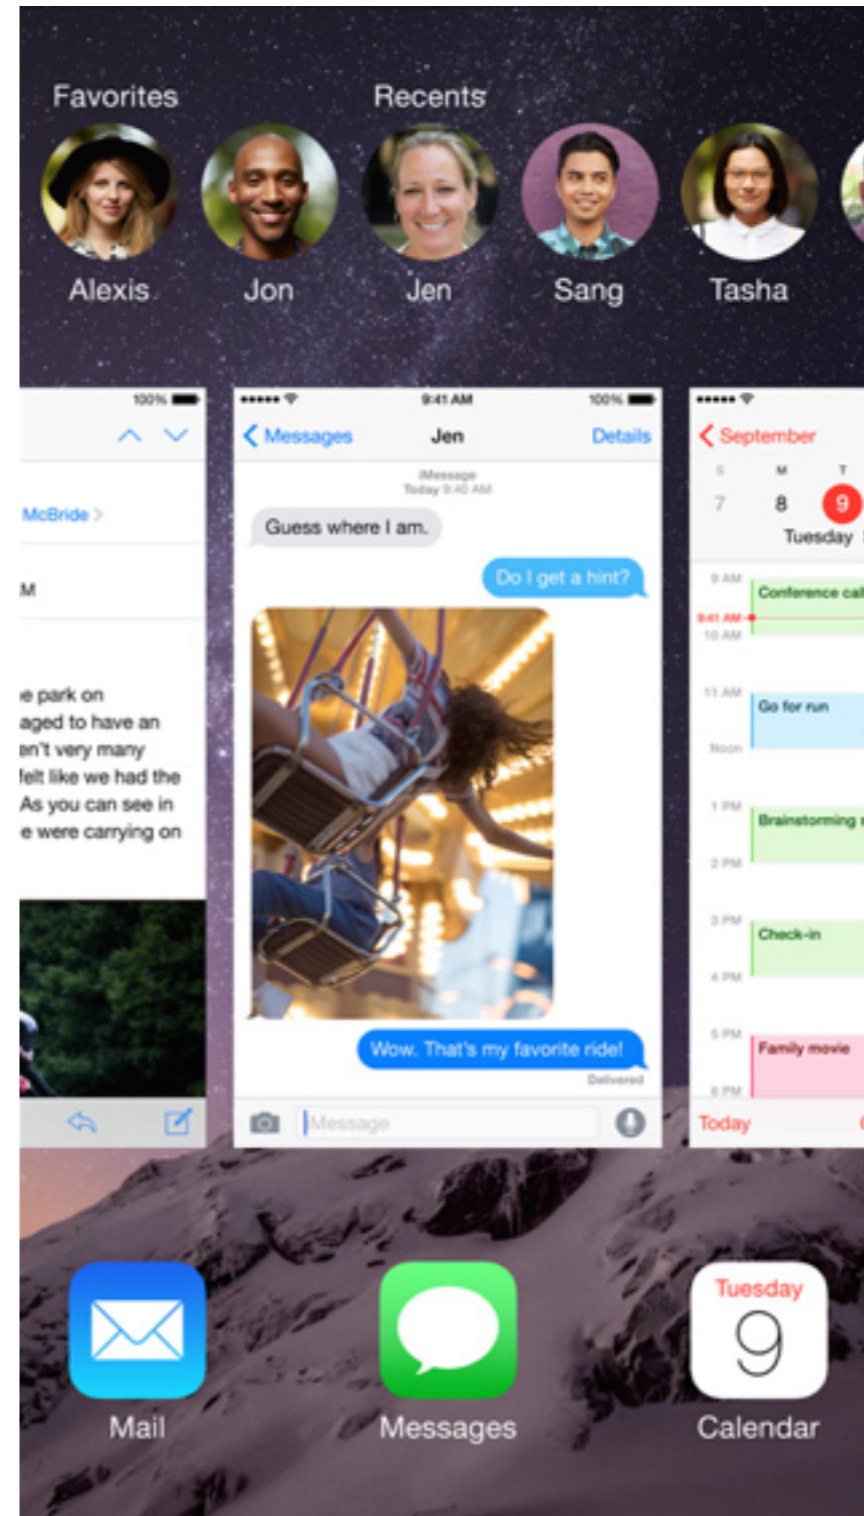 Favorites
Recents
Alexis
Jon
Jen
Sang
Tasha
100%
McBride >
M
e park on
aged to have an
en't very many
felt like we had the
As you can see in
e were carrying on
9:41 AM
100%
Messages
Jen
Details
iMessage
Today 9:40 AM
Guess where I am.
Do I get a hint?
Wow. That's my favorite ride!
Delivered
iMessage
September
S M T
7 8 9
Tuesday
9 AM
Conference call
9:41 AM
10 AM
11 AM
Go for run
Noon
1 PM
Brainstorming
2 PM
3 PM
Check-in
4 PM
5 PM
Family movie
6 PM
Today
Tuesday
9
Mail
Messages
Calendar